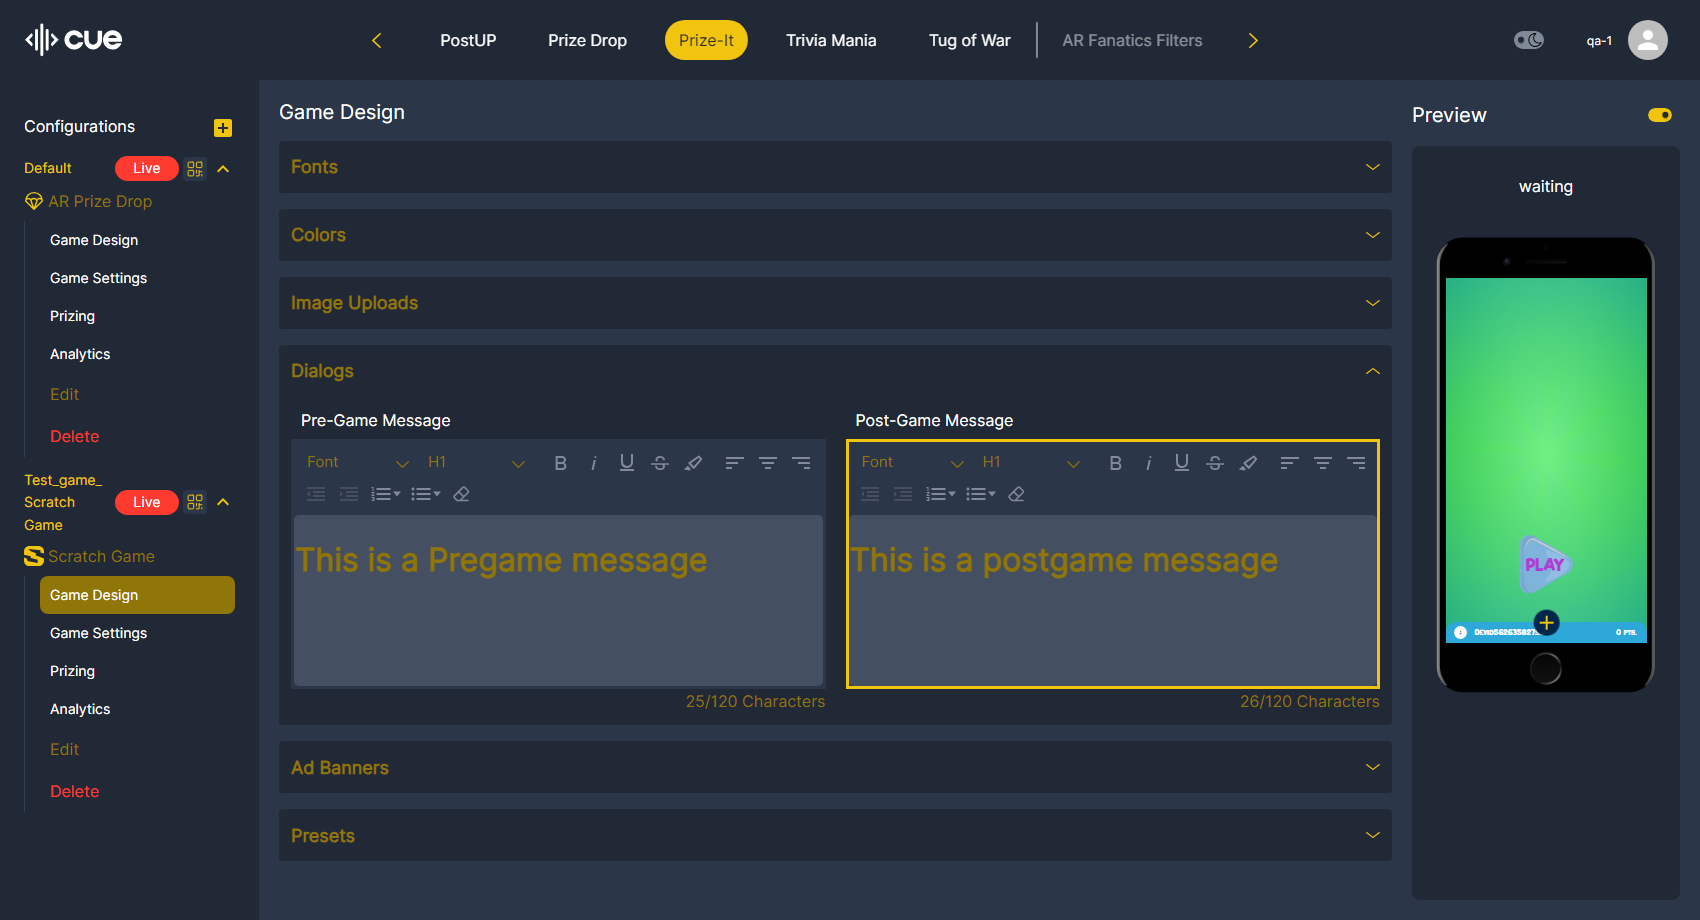 cue
PostUP
Prize Drop
Prize-It
Trivia Mania
Tug of War
AR Fanatics Filters
qa-1
Configurations
Default
Live
AR Prize Drop
Game Design
Game Settings
Prizing
Analytics
Edit
Delete
Test_game_
Scratch
Game
Live
Scratch Game
Game Design
Game Settings
Prizing
Analytics
Edit
Delete
Game Design
Fonts
Colors
Image Uploads
Dialogs
Pre-Game Message
Font
H1
B i U S
This is a Pregame message
25/120 Characters
Post-Game Message
Font
H1
B i U S
This is a postgame message
26/120 Characters
Ad Banners
Presets
Preview
waiting
PLAY
0 PTS.